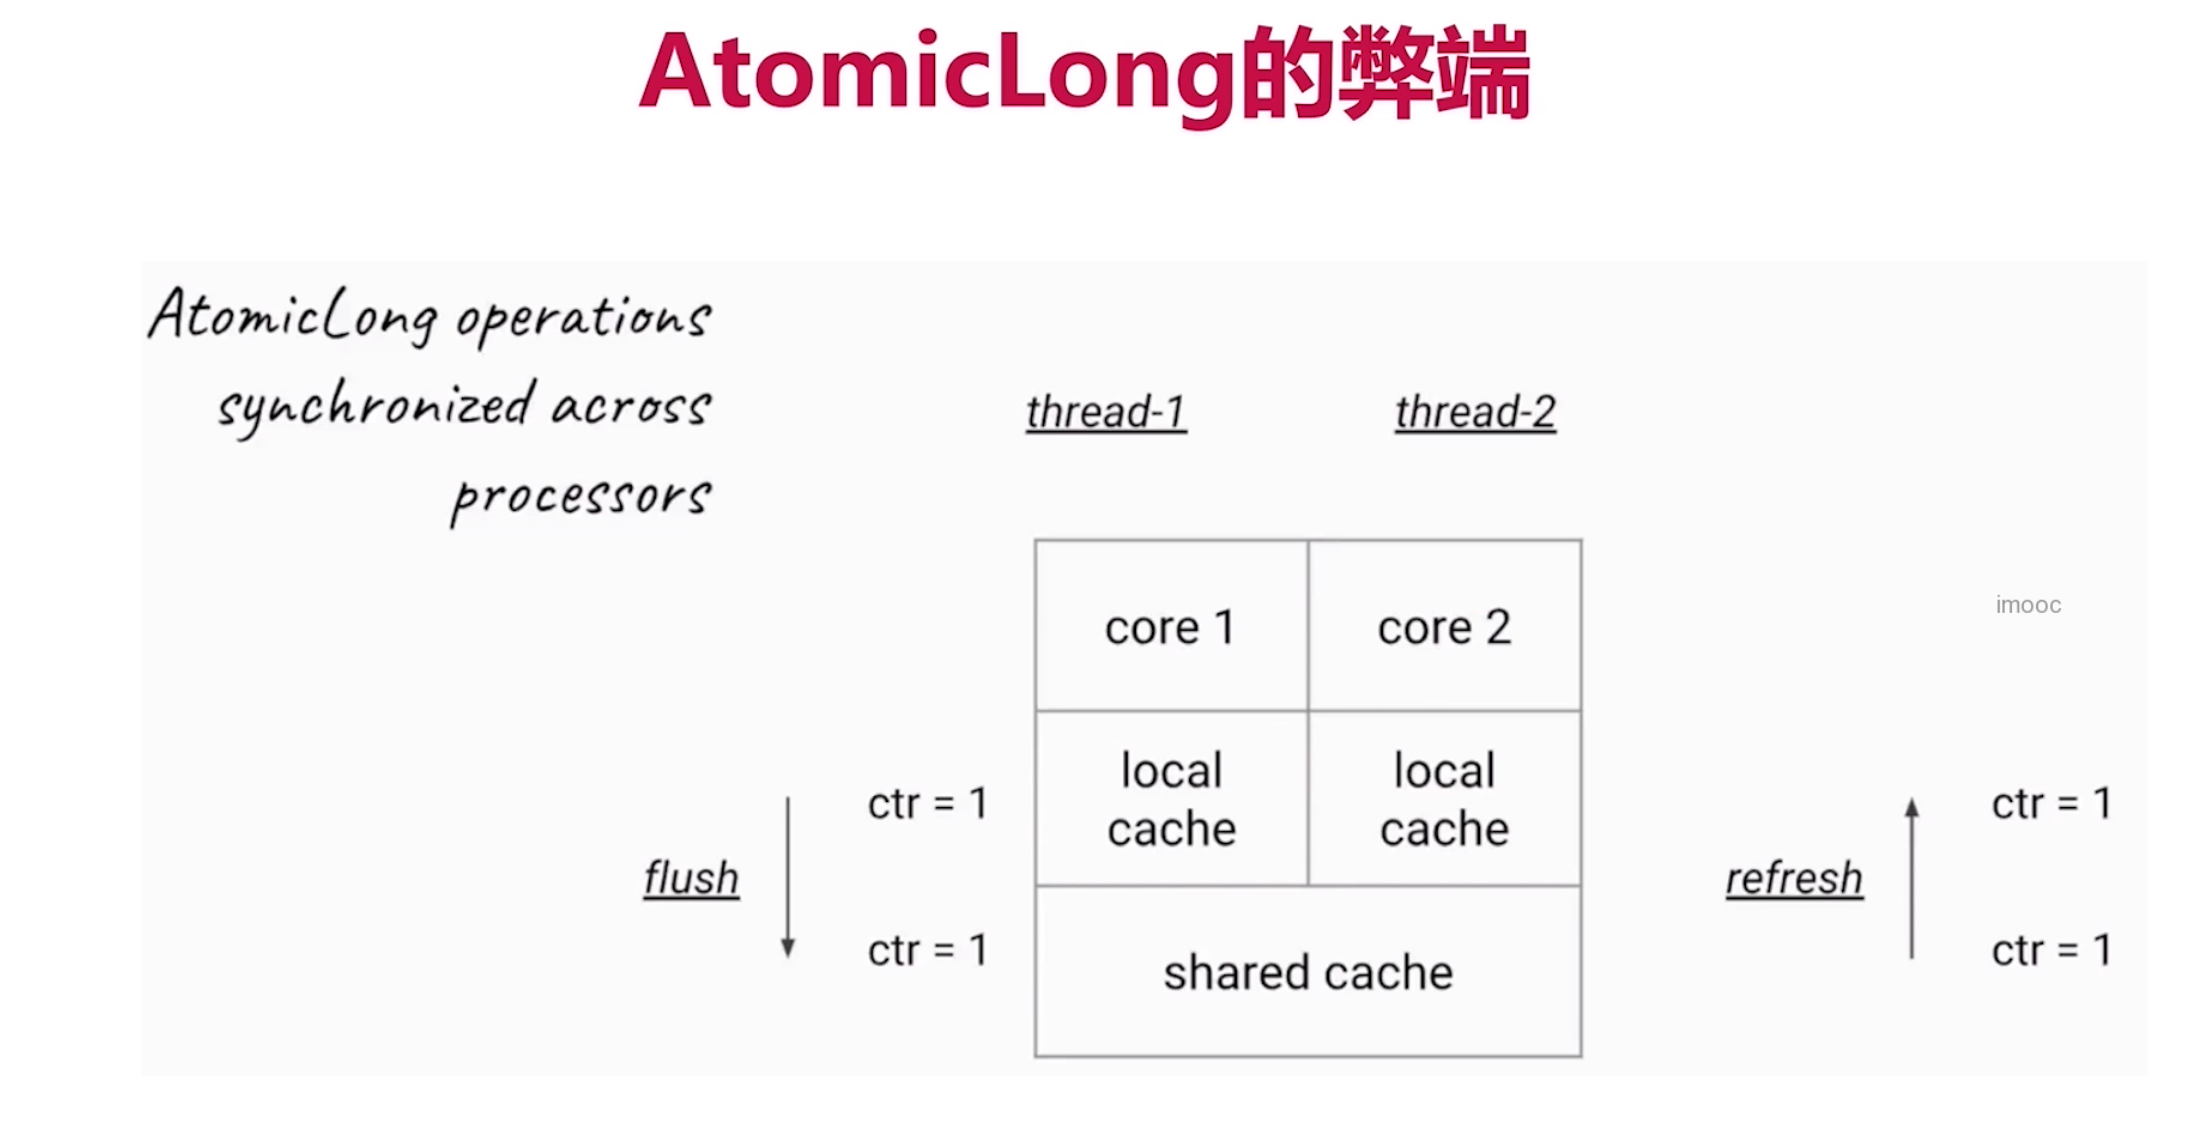 AtomicLong的弊端
AtomicLong operations
synchronized across
processors
thread-1
thread-2
core 1
core 2
imooc
local
cache
local
cache
ctr = 1
flush
ctr = 1
shared cache
ctr = 1
refresh
ctr = 1